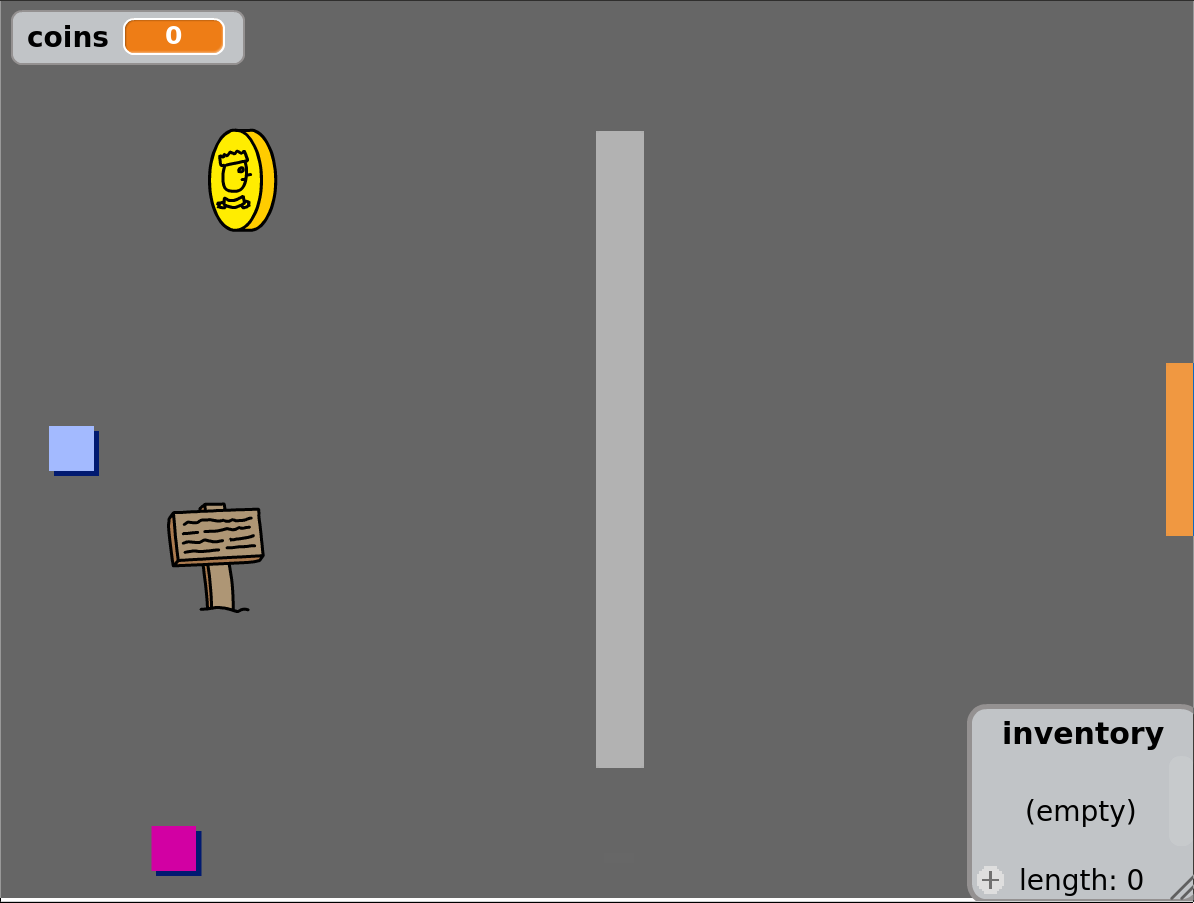 coins 0
inventory
(empty)
+ length: 0